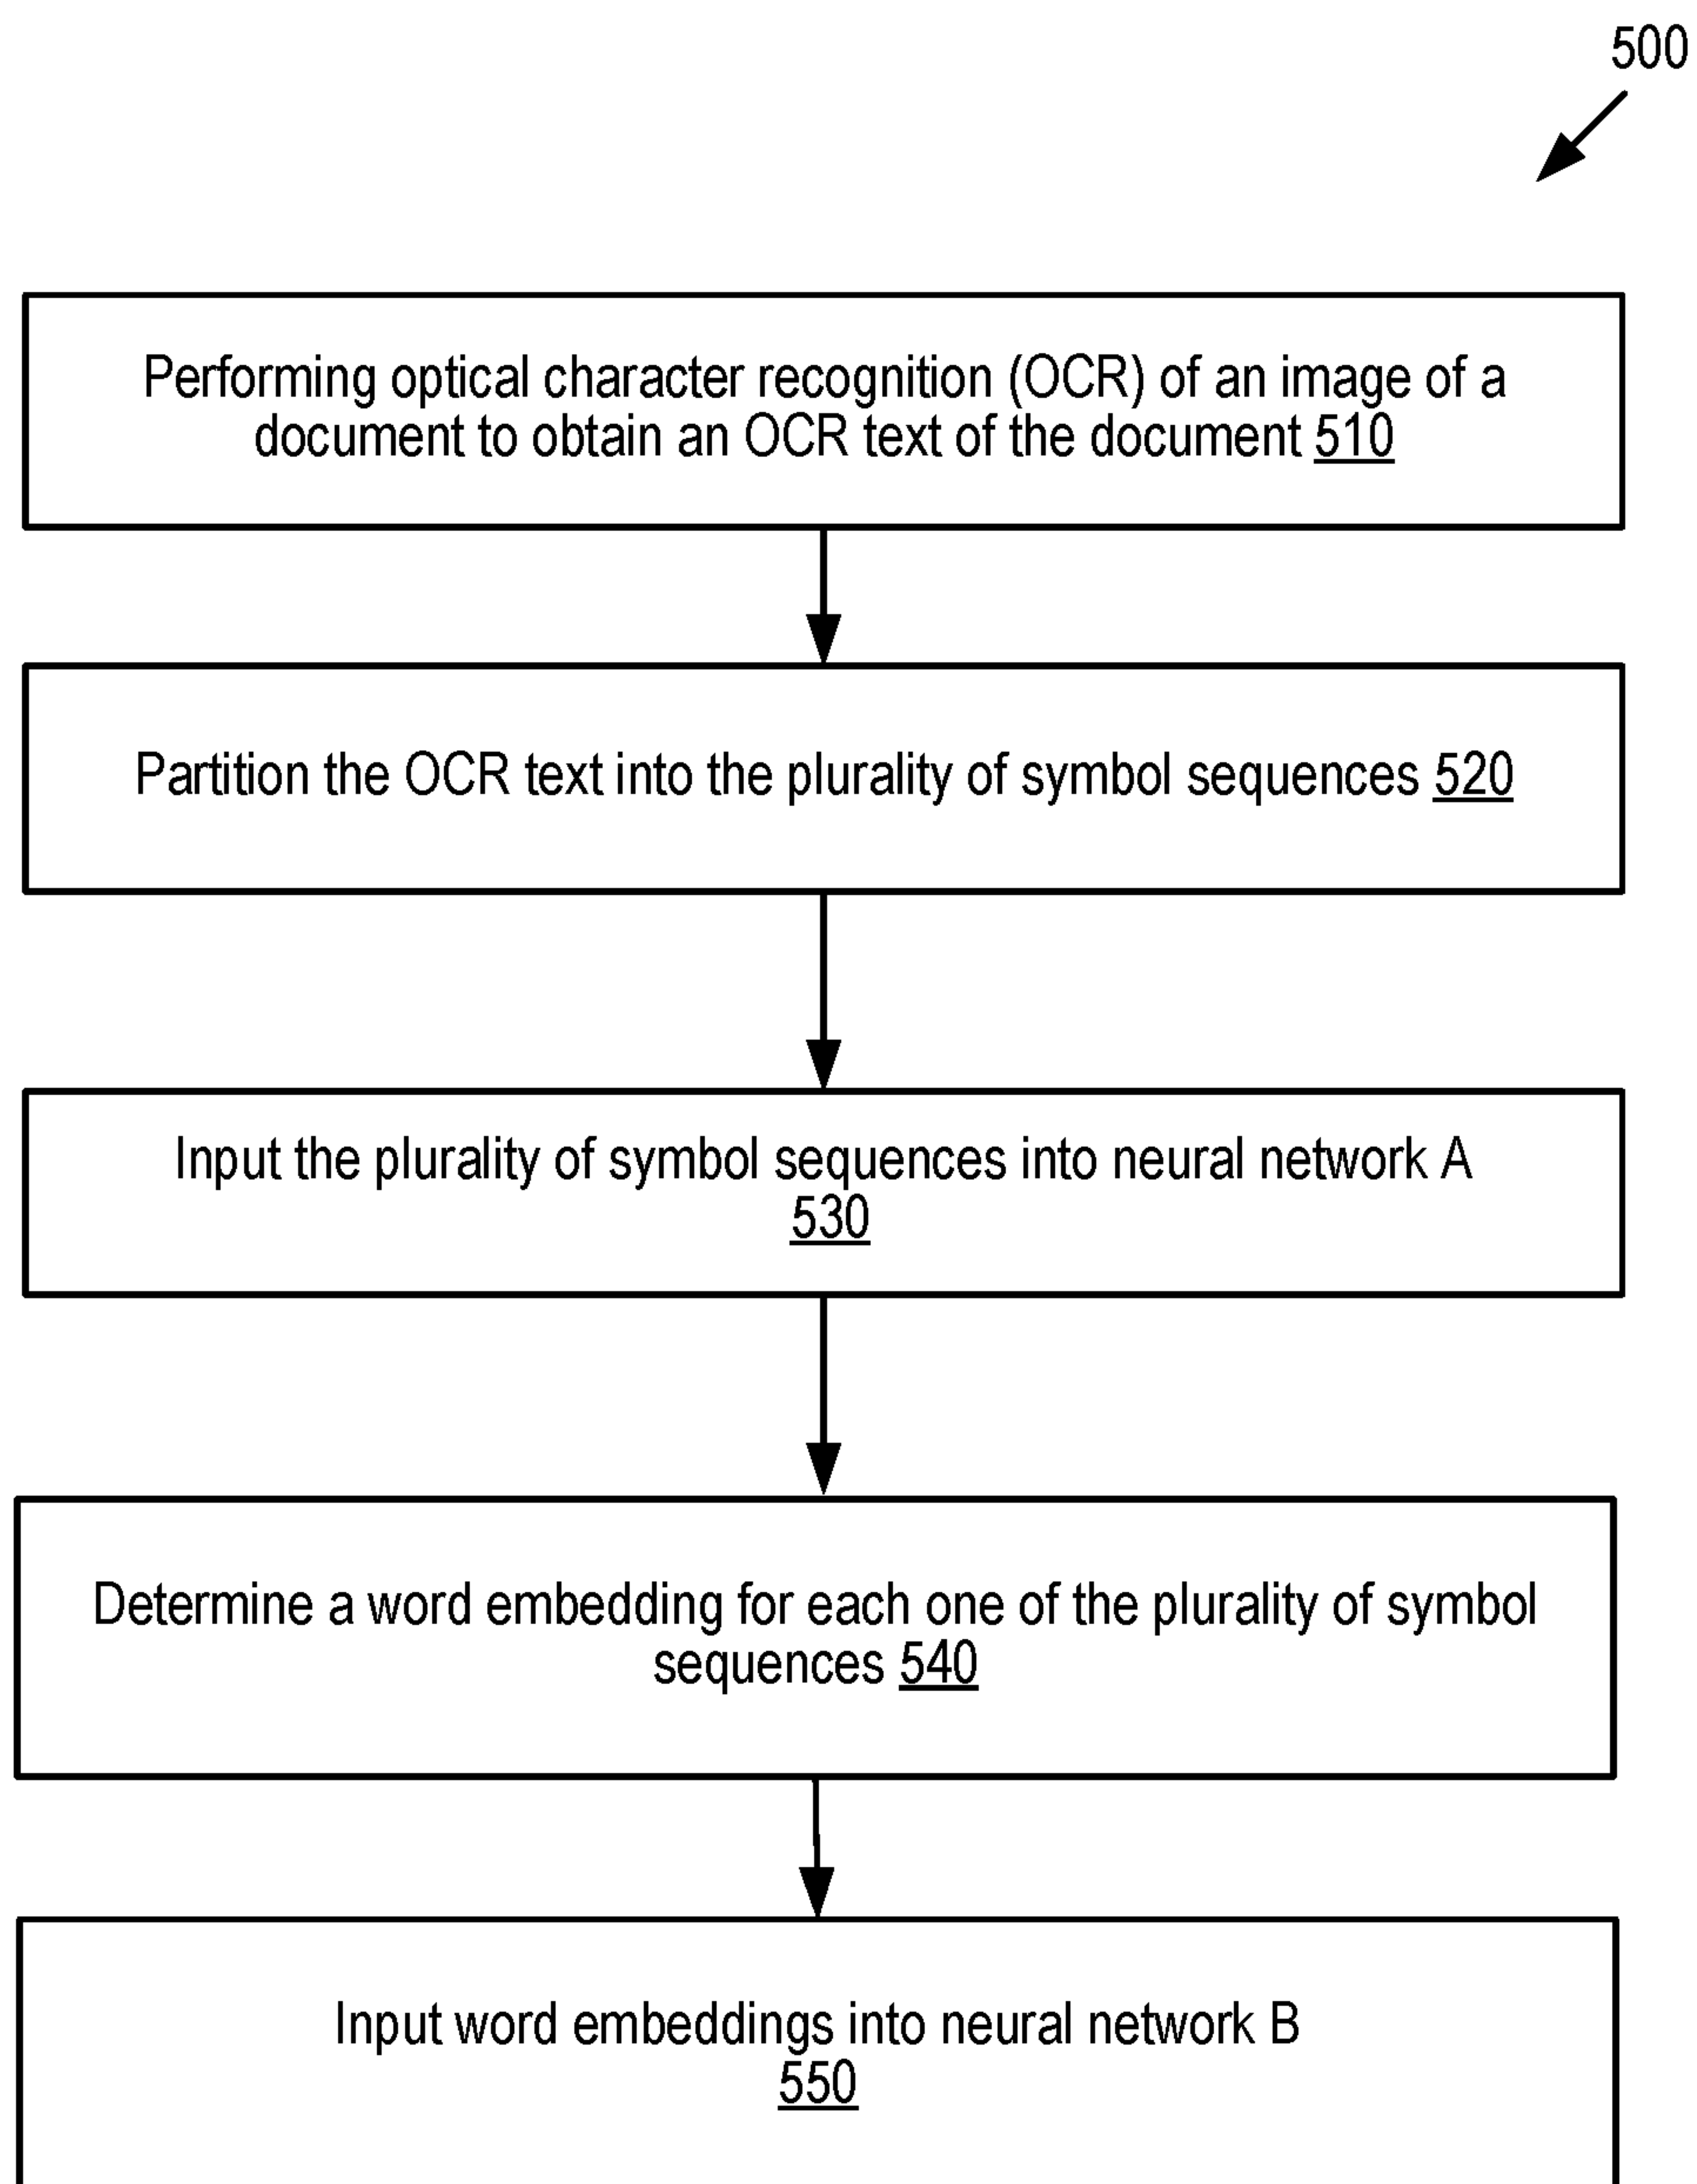 500
Performing optical character recognition (OCR) of an image of a
document to obtain an OCR text of the document 510
Partition the OCR text into the plurality of symbol sequences 520
Input the plurality of symbol sequences into neural network A
530
Determine a word embedding for each one of the plurality of symbol
sequences 540
Input word embeddings into neural network B
550